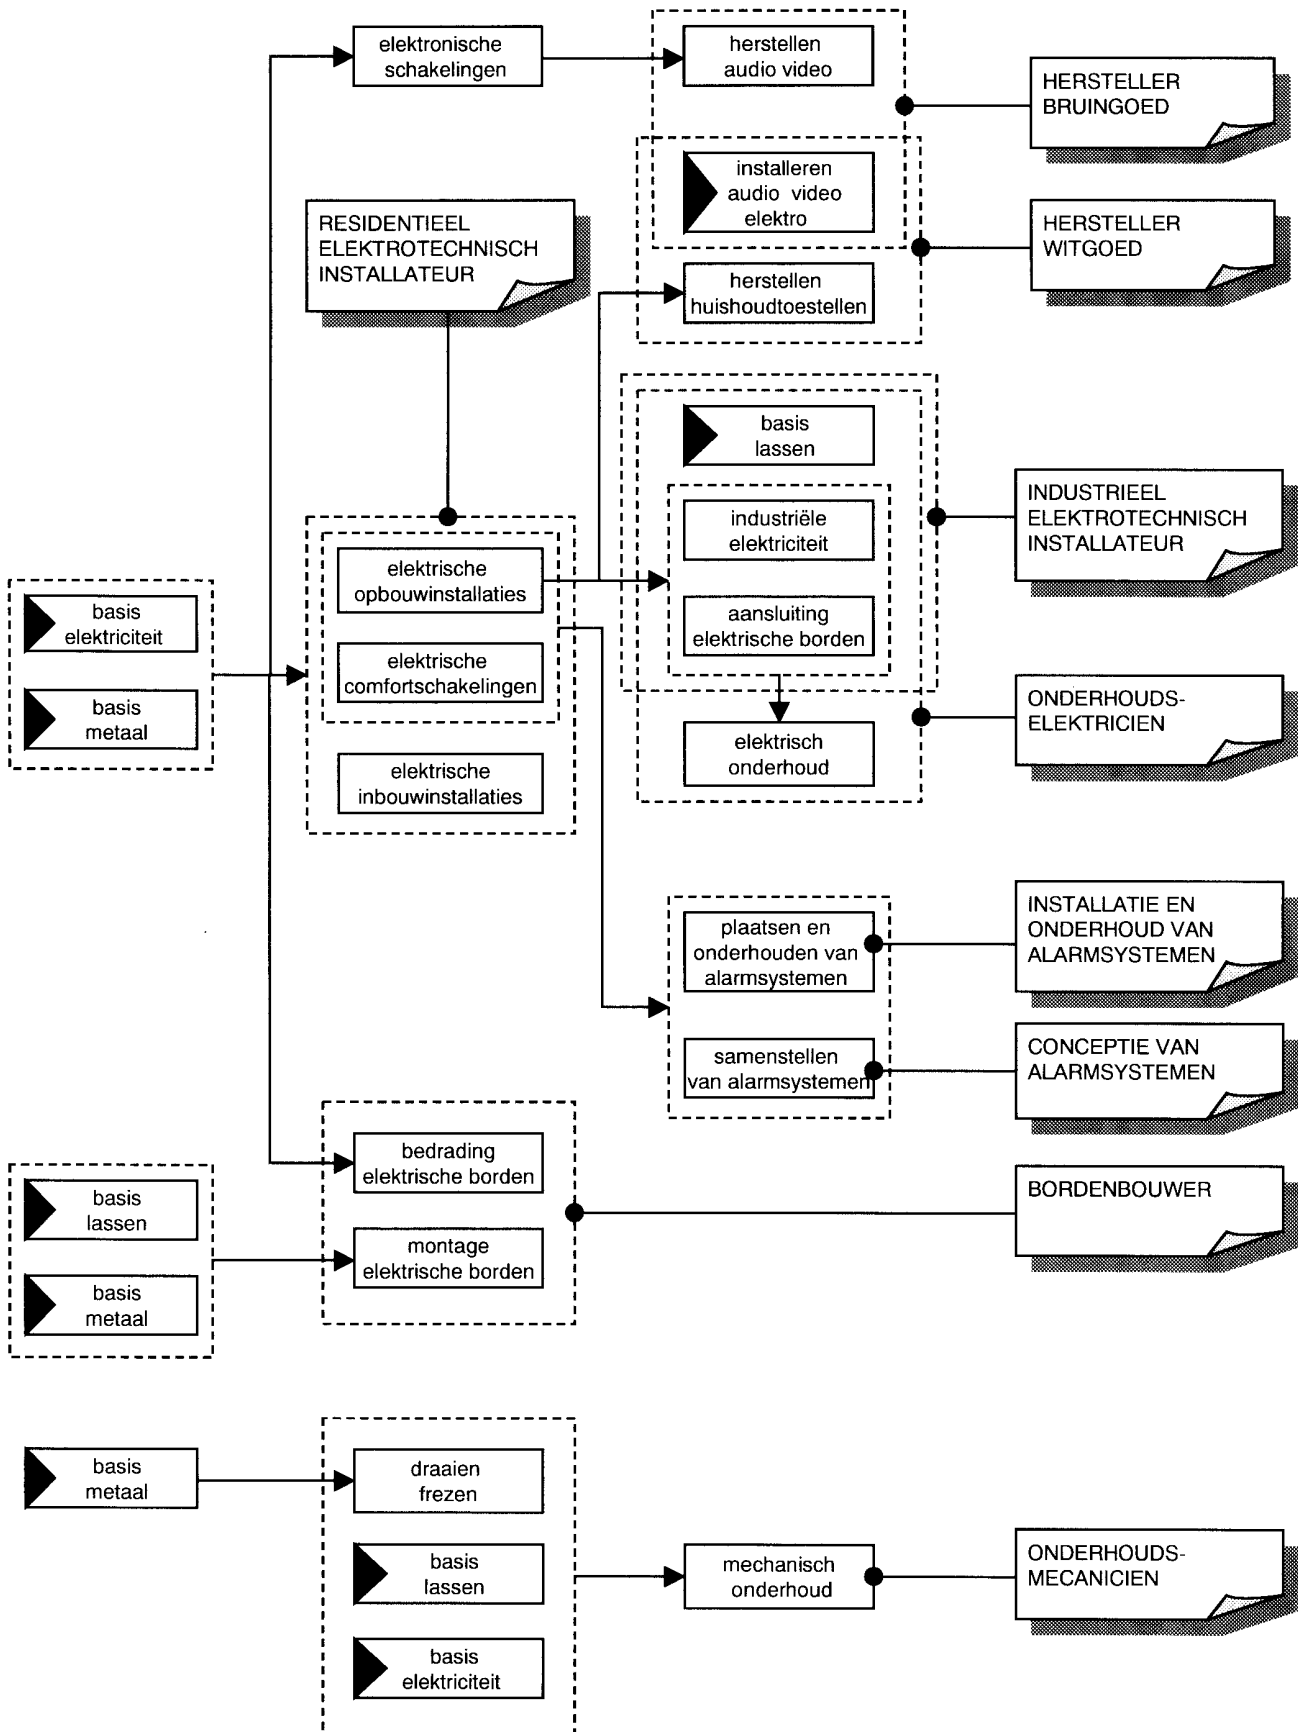 elektronische
schakelingen
herstellen
audio video
HERSTELLER
BRUINGOED
installeren
audio video
elektro
RESIDENTIEEL
ELEKTROTECHNISCH
INSTALLATEUR
HERSTELLER
WITGOED
herstellen
huishoudtoestellen
basis
lassen
industriële
elektriciteit
INDUSTRIEEL
ELEKTROTECHNISCH
INSTALLATEUR
elektrische
opbouwinstallaties
basis
elektriciteit
aansluiting
elektrische borden
elektrische
comfortschakelingen
basis
metaal
ONDERHOUDS-
ELEKTRICIEN
elektrisch
onderhoud
elektrische
inbouwinstallaties
plaatsen en
onderhouden van
alarmsystemen
INSTALLATIE EN
ONDERHOUD VAN
ALARMSYSTEMEN
samenstellen
van alarmsystemen
CONCEPTIE VAN
ALARMSYSTEMEN
bedrading
elektrische borden
basis
lassen
BORDENBOUWER
montage
elektrische borden
basis
metaal
basis
metaal
draaien
frezen
basis
lassen
mechanisch
onderhoud
ONDERHOUDS-
MECANICIEN
basis
elektriciteit